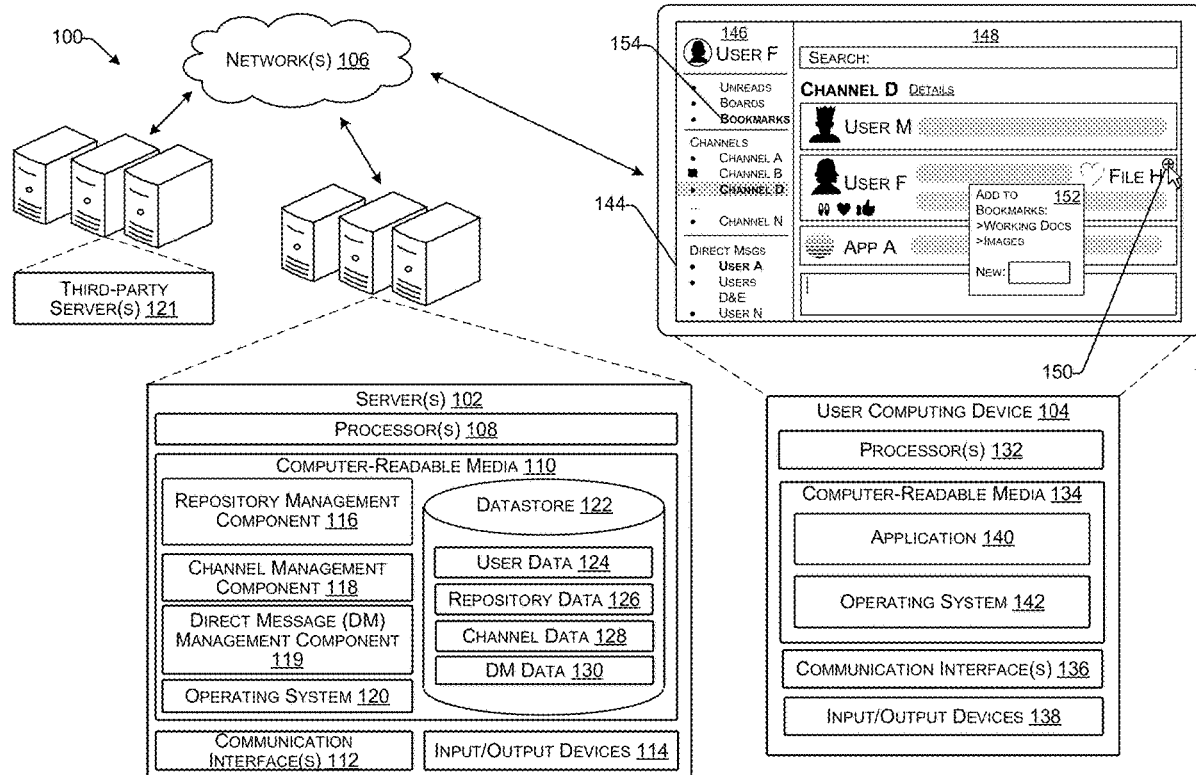 100
NETWORK(S) 106
THIRD-PARTY
SERVER(S) 121
154
146
USER F
UNREADS
BOARDS
BOOKMARKS
CHANNELS
CHANNEL A
CHANNEL B
CHANNEL D
...
CHANNEL N
144
DIRECT MSGS
USER A
USERS
D&E
USER N
148
SEARCH:
CHANNEL D DETAILS
USER M
USER F
FILE H
ADD TO 152
BOOKMARKS:
>WORKING DOCS
>IMAGES
NEW:
APP A
150
SERVER(S) 102
PROCESSOR(S) 108
COMPUTER-READABLE MEDIA 110
REPOSITORY MANAGEMENT
COMPONENT 116
CHANNEL MANAGEMENT
COMPONENT 118
DIRECT MESSAGE (DM)
MANAGEMENT COMPONENT
119
OPERATING SYSTEM 120
DATASTORE 122
USER DATA 124
REPOSITORY DATA 126
CHANNEL DATA 128
DM DATA 130
COMMUNICATION
INTERFACE(S) 112
INPUT/OUTPUT DEVICES 114
USER COMPUTING DEVICE 104
PROCESSOR(S) 132
COMPUTER-READABLE MEDIA 134
APPLICATION 140
OPERATING SYSTEM 142
COMMUNICATION INTERFACE(S) 136
INPUT/OUTPUT DEVICES 138